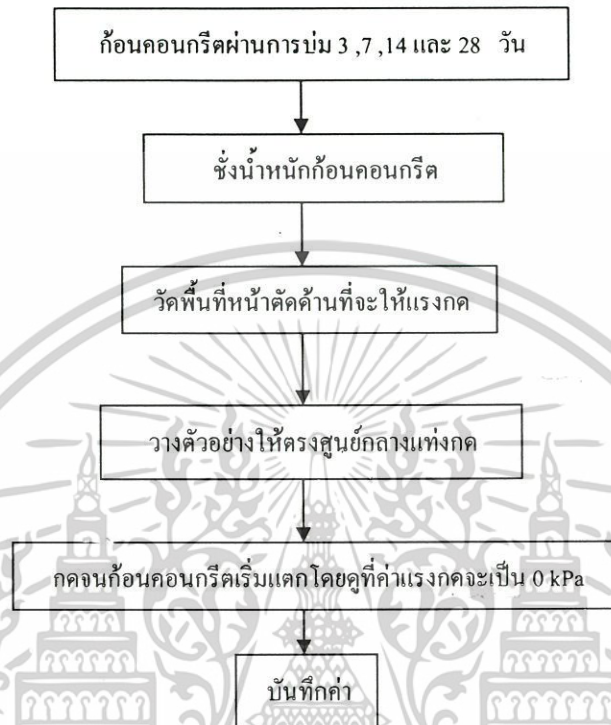 ก้อนคอนกรีตผ่านการบ่ม 3 ,7 ,14 และ 28 วัน
ชั่งน้ำหนักก้อนคอนกรีต
วัดพื้นที่หน้าตัดด้านที่จะให้แรงกด
วางตัวอย่างให้ตรงศูนย์กลางแท่งกด
กดจนก้อนคอนกรีตเริ่มแตกโดยดูที่ค่าแรงกดจะเป็น 0 kPa
บันทึกค่า